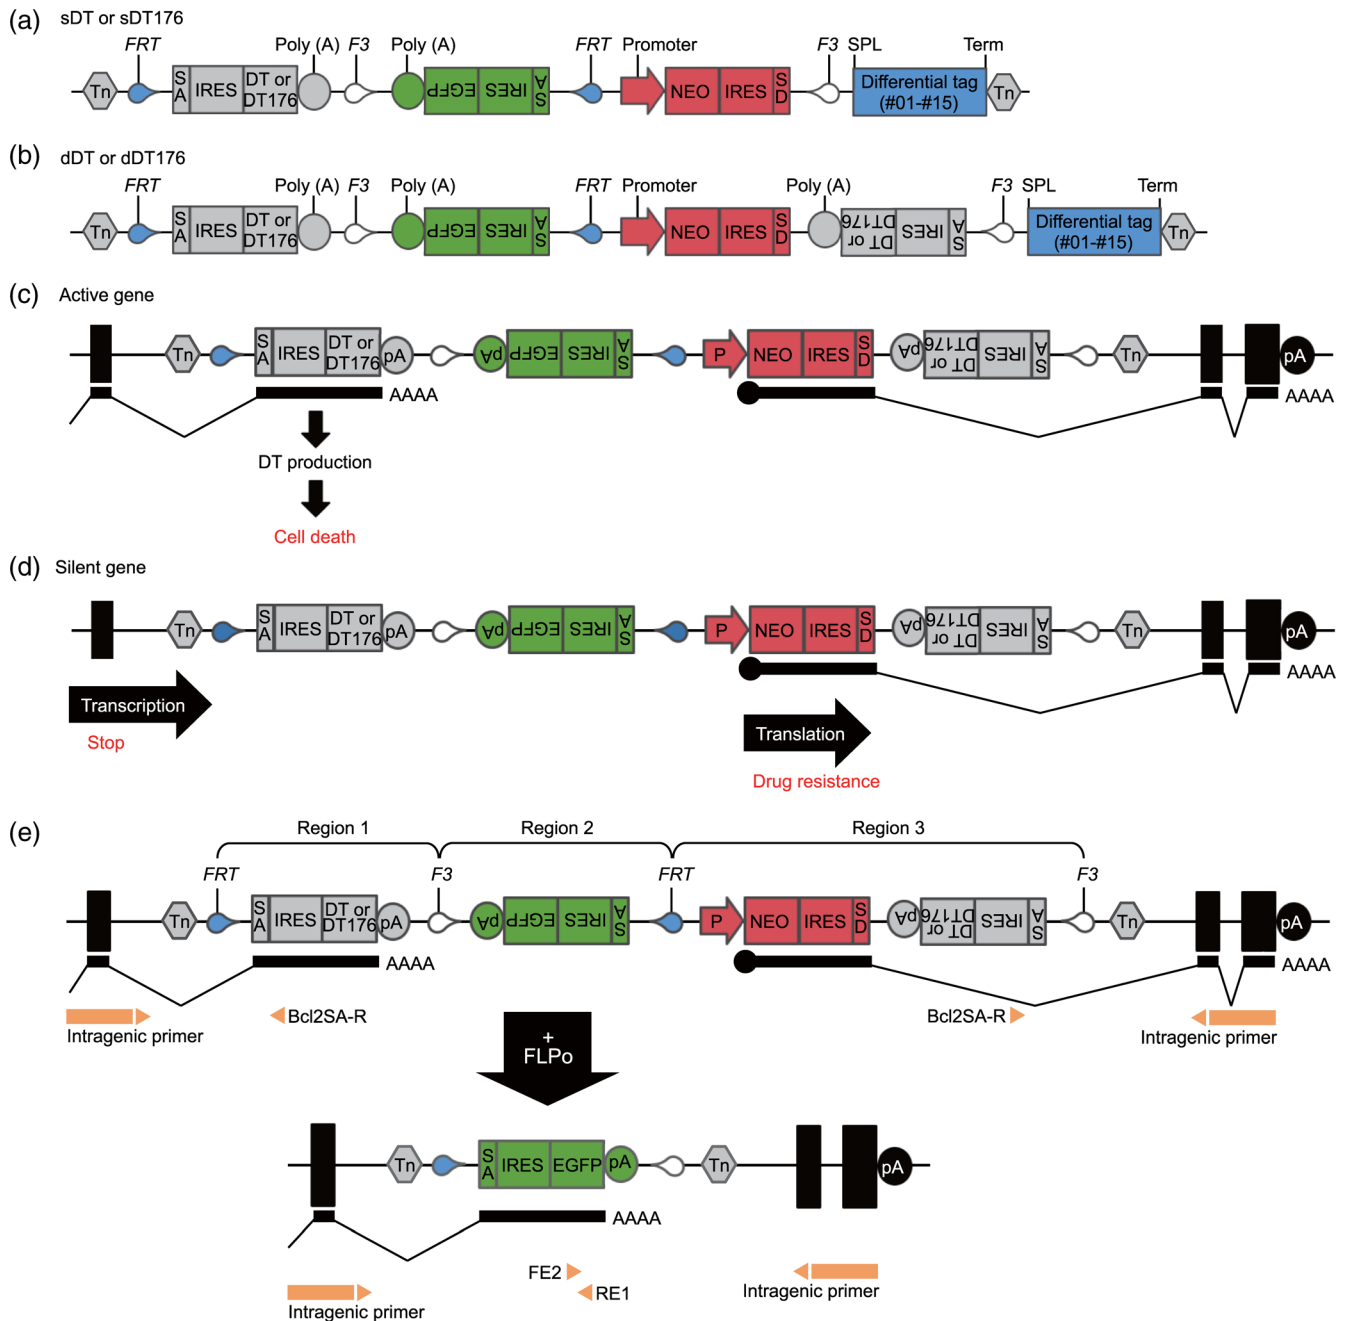 (a) sDT or sDT176
FRT Poly (A) F3 Poly (A) FRT Promoter F3 SPL Term
Tn SA IRES DT or DT176 EGFP IRES SA NEO IRES SD Differential tag (#01-#15) Tn
(b) dDT or dDT176
FRT Poly (A) F3 Poly (A) FRT Promoter Poly (A) F3 SPL Term
Tn SA IRES DT or DT176 EGFP IRES SA NEO IRES SD DT or DT176 IRES SA Differential tag (#01-#15) Tn
(c) Active gene
Tn SA IRES DT or DT176 pA pA EGFP IRES SA P NEO IRES SD pA DT or DT176 IRES SA Tn pA
AAAA AAAA
DT production
Cell death
(d) Silent gene
Tn SA IRES DT or DT176 pA pA EGFP IRES SA P NEO IRES SD pA DT or DT176 IRES SA Tn pA
AAAA
Transcription Translation
Stop
Drug resistance
(e) Region 1 Region 2 Region 3
FRT F3 FRT F3
Tn SA IRES DT or DT176 pA pA EGFP IRES SA P NEO IRES SD pA DT or DT176 IRES SA Tn pA
AAAA AAAA
Intragenic primer Bcl2SA-R Bcl2SA-R Intragenic primer
+
FLPo
Tn SA IRES EGFP pA Tn pA
AAAA
FE2
RE1
Intragenic primer Intragenic primer